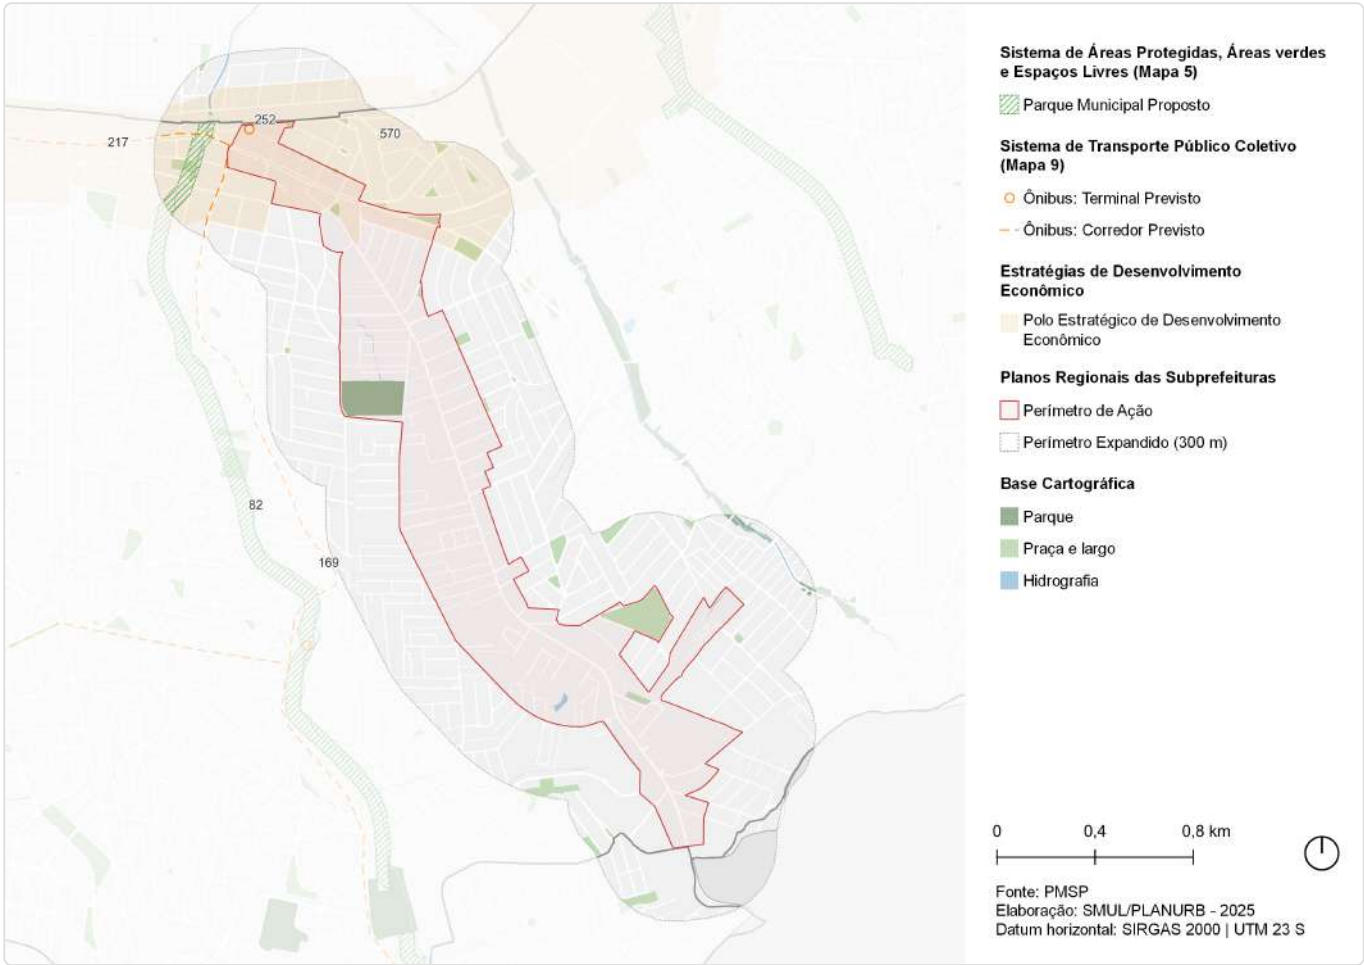 252
217
570
82
169
Sistema de Áreas Protegidas, Áreas verdes
e Espaços Livres (Mapa 5)
Parque Municipal Proposto
Sistema de Transporte Público Coletivo
(Mapa 9)
Ônibus: Terminal Previsto
Ônibus: Corredor Previsto
Estratégias de Desenvolvimento
Econômico
Polo Estratégico de Desenvolvimento
Econômico
Planos Regionais das Subprefeituras
Perímetro de Ação
Perímetro Expandido (300 m)
Base Cartográfica
Parque
Praça e largo
Hidrografia
0 0,4 0,8 km
Fonte: PMSP
Elaboração: SMUL/PLANURB - 2025
Datum horizontal: SIRGAS 2000 | UTM 23 S